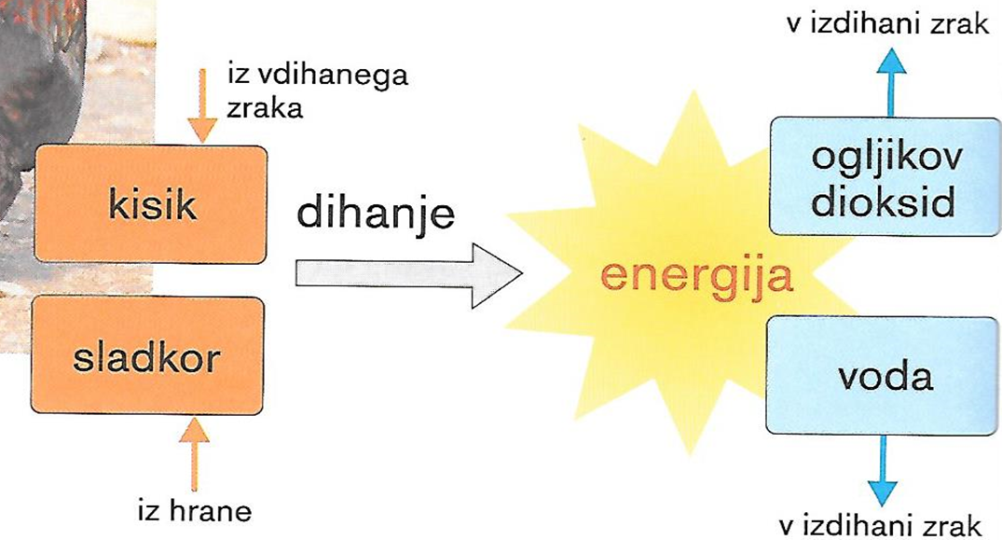 iz vdihanega
zraka
kisik
sladkor
iz hrane
dihanje
energija
v izdihani zrak
ogljikov
dioksid
voda
v izdihani zrak